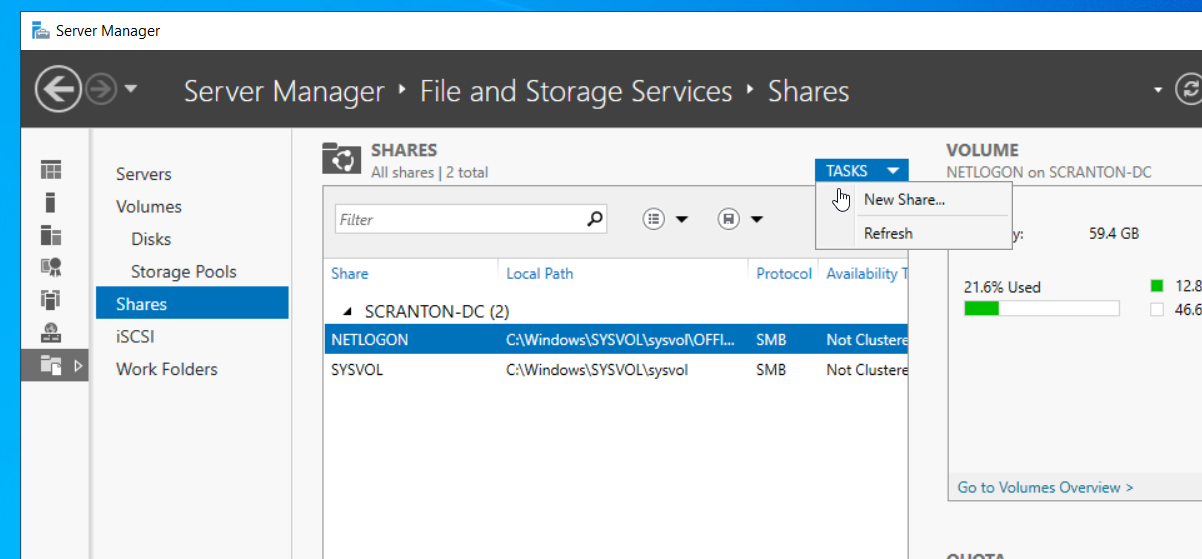 Server Manager
Server Manager ‣ File and Storage Services ‣ Shares
Servers
Volumes
Disks
Storage Pools
Shares
iSCSI
Work Folders
SHARES
All shares | 2 total
TASKS
New Share...
Refresh
Filter
Share Local Path Protocol Availability T
SCRANTON-DC (2)
NETLOGON C:\Windows\SYSVOL\sysvol\OFFI... SMB Not Clustere
SYSVOL C:\Windows\SYSVOL\sysvol SMB Not Clustere
VOLUME
NETLOGON on SCRANTON-DC
y: 59.4 GB
21.6% Used 12.8
46.6
Go to Volumes Overview >
QUOTA